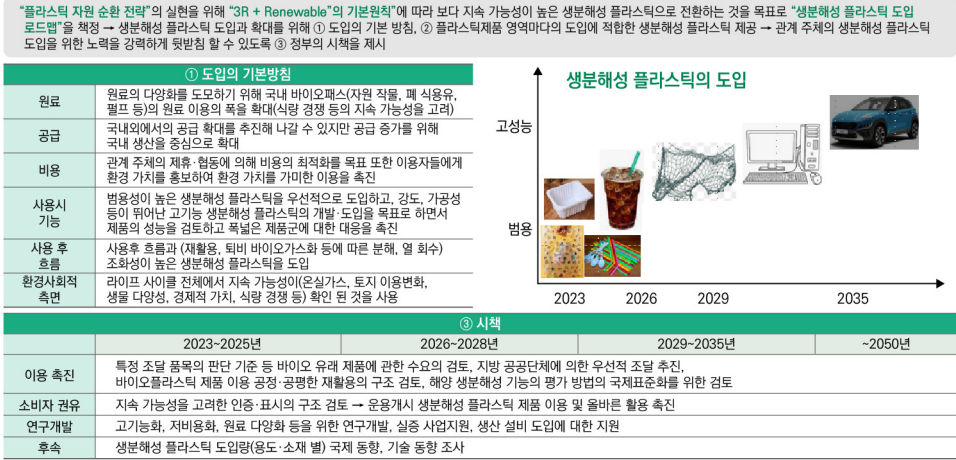 "플라스틱 자원 순환 전략"의 실현을 위해 "3R + Renewable"의 기본원칙"에 따라 보다 지속 가능성이 높은 생분해성 플라스틱으로 전환하는 것을 목표로 "생분해성 플라스틱 도입
로드맵"을 책정 → 생분해성 플라스틱 도입과 확대를 위해 ① 도입의 기본 방침, ② 플라스틱제품 영역마다의 도입에 적합한 생분해성 플라스틱 제공 → 관계 주체의 생분해성 플라스틱
도입을 위한 노력을 강력하게 뒷받침 할 수 있도록 ③ 정부의 시책을 제시
① 도입의 기본방침
원료
원료의 다양화를 도모하기 위해 국내 바이오패스(자원 작물, 폐 식용유,
펄프 등)의 원료 이용의 폭을 확대(식량 경쟁 등의 지속 가능성을 고려)
공급
국내외에서의 공급 확대를 추진해 나갈 수 있지만 공급 증가를 위해
국내 생산을 중심으로 확대
비용
관계 주체의 제휴·협동에 의해 비용의 최적화를 목표 또한 이용자들에게
환경 가치를 홍보하여 환경 가치를 가미한 이용을 촉진
사용시
기능
범용성이 높은 생분해성 플라스틱을 우선적으로 도입하고, 강도, 가공성
등이 뛰어난 고기능 생분해성 플라스틱의 개발·도입을 목표로 하면서
제품의 성능을 검토하고 폭넓은 제품군에 대한 대응을 촉진
사용 후
흐름
사용후 흐름과 (재활용, 퇴비 바이오가스화 등에 따른 분해, 열 회수)
조화성이 높은 생분해성 플라스틱을 도입
환경사회적
측면
라이프 사이클 전체에서 지속 가능성이(온실가스, 토지 이용변화,
생물 다양성, 경제적 가치, 식량 경쟁 등) 확인 된 것을 사용
생분해성 플라스틱의 도입
고성능
범용
2023
2026
2029
2035
③ 시책
2023~2025년
2026~2028년
2029~2035년
~2050년
이용 촉진
특정 조달 품목의 판단 기준 등 바이오 유래 제품에 관한 수요의 검토, 지방 공공단체에 의한 우선적 조달 추진,
바이오플라스틱 제품 이용 공정·공평한 재활용의 구조 검토, 해양 생분해성 기능의 평가 방법의 국제표준화를 위한 검토
소비자 권유
지속 가능성을 고려한 인증·표시의 구조 검토 → 운용개시 생분해성 플라스틱 제품 이용 및 올바른 활용 촉진
연구개발
고기능화, 저비용화, 원료 다양화 등을 위한 연구개발, 실증 사업지원, 생산 설비 도입에 대한 지원
후속
생분해성 플라스틱 도입량(용도·소재 별) 국제 동향, 기술 동향 조사